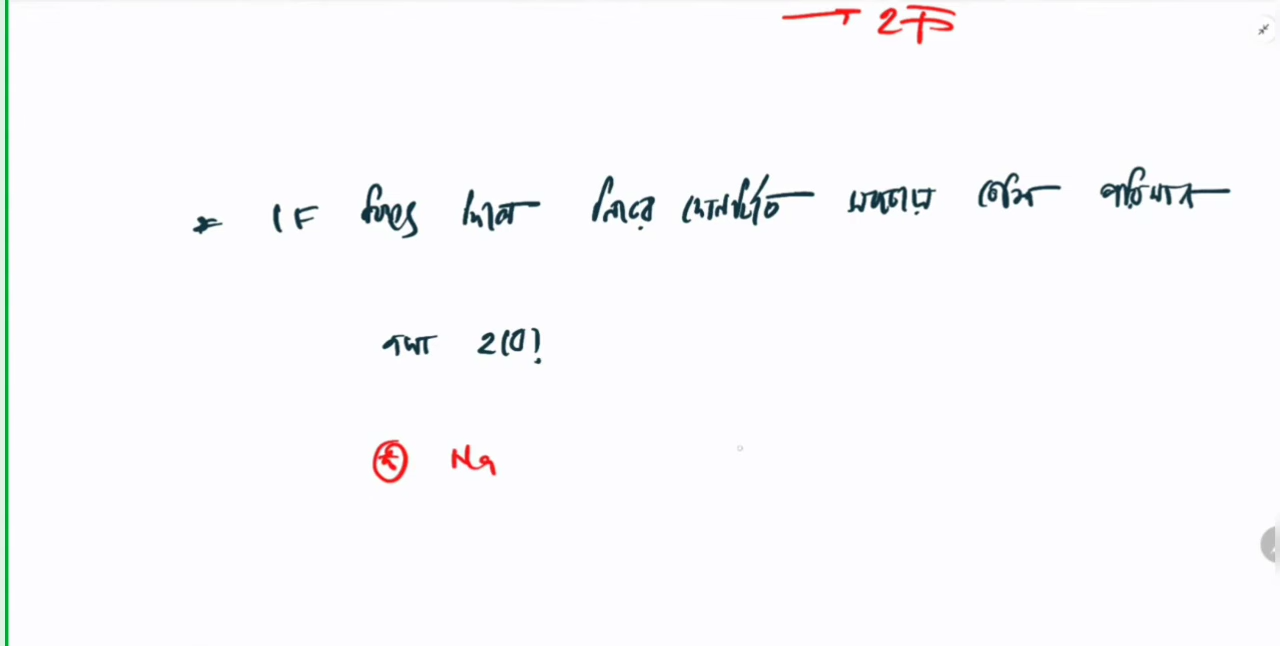 → 2F
* 1F বিদ্যুৎ দিলে নিচের কোনটিতে সবচেয়ে বেশি পরিমাণ
জমা হবে?
* Na